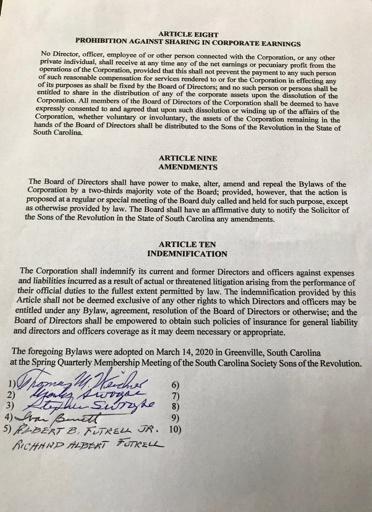 ARTICLE EIGHT
PROHIBITION AGAINST SHARING IN CORPORATE EARNINGS
No Director, officer, employee of or other person connected with the Corporation, or any other
private individual, shall receive at any time any of the net earnings or pecuniary profit from the
operations of the Corporation, provided that this shall not prevent the payment to any such person
of such reasonable compensation for services rendered to or for the Corporation in effecting any
of its purposes as shall be fixed by the Board of Directors; and no such person or persons shall be
entitled to share in the distribution of any of the corporate assets upon the dissolution of the
Corporation. All members of the Board of Directors of the Corporation shall be deemed to have
expressly consented to and agreed that upon such dissolution or winding up of the affairs of the
Corporation, whether voluntary or involuntary, the assets of the Corporation remaining in the
hands of the Board of Directors shall be distributed to the Sons of the Revolution in the State of
South Carolina.
ARTICLE NINE
AMENDMENTS
The Board of Directors shall have power to make, alter, amend and repeal the Bylaws of the
Corporation by a two-thirds majority vote of the Board; provided, however, that the action is
proposed at a regular or special meeting of the Board duly called and held for such purpose, except
as otherwise provided by law. The Board shall have an affirmative duty to notify the Solicitor of
the Sons of the Revolution in the State of South Carolina any amendments.
ARTICLE TEN
INDEMNIFICATION
The Corporation shall indemnify its current and former Directors and officers against expenses
and liabilities incurred as a result of actual or threatened litigation arising from the performance of
their official duties to the fullest extent permitted by law. The indemnification provided by this
Article shall not be deemed exclusive of any other rights to which Directors and officers may be
entitled under any Bylaw, agreement, resolution of the Board of Directors or otherwise; and the
Board of Directors shall be empowered to obtain such policies of insurance for general liability
and directors and officers coverage as it may deem necessary or appropriate.
The foregoing Bylaws were adopted on March 14, 2020 in Greenville, South Carolina
at the Spring Quarterly Membership Meeting of the South Carolina Society Sons of the Revolution.
1) Thomas 6)
2) 7)
3) Stephen 8)
4) Ivan Bennett 9)
5) ALBERT B. FUTRELL JR. 10)
RICHARD ALBERT FUTRELL